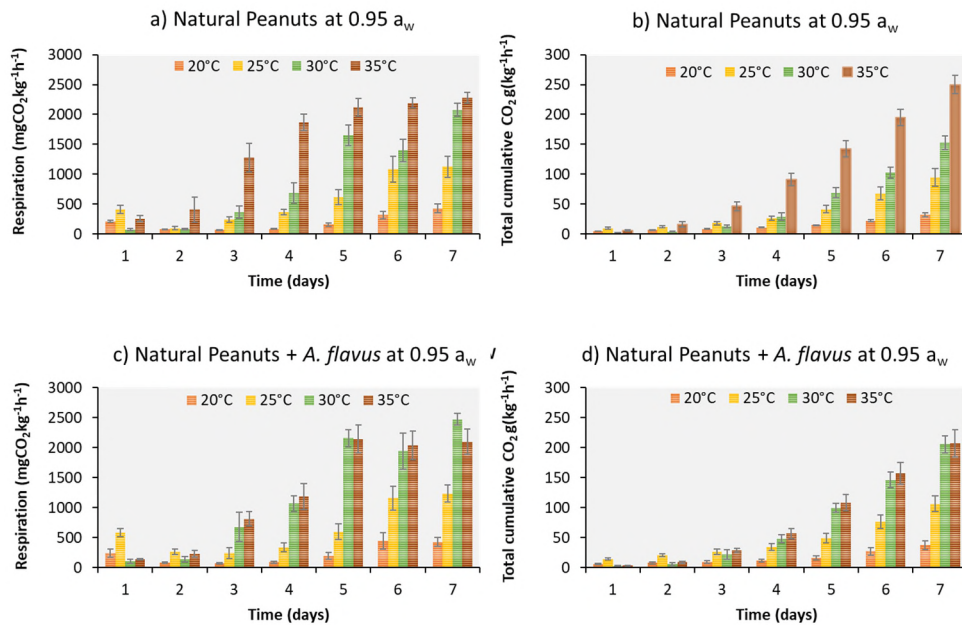 a) Natural Peanuts at 0.95 a_w
Respiration (mgCO₂kg⁻¹h⁻¹)
3000
2500
2000
1500
1000
500
0
20°C 25°C 30°C 35°C
1 2 3 4 5 6 7
Time (days)
b) Natural Peanuts at 0.95 a_w
Total cumulative CO₂ g(kg⁻¹h⁻¹)
3000
250
200
150
100
50
0
20°C 25°C 30°C 35°C
1 2 3 4 5 6 7
Time (days)
c) Natural Peanuts + A. flavus at 0.95 a_w
Respiration (mgCO₂kg⁻¹h⁻¹)
3000
2500
2000
1500
1000
500
0
20°C 25°C 30°C 35°C
1 2 3 4 5 6 7
Time (days)
d) Natural Peanuts + A. flavus at 0.95 a_w
Total cumulative CO₂ g(kg⁻¹h⁻¹)
3000
250
200
150
100
50
0
20°C 25°C 30°C 35°C
1 2 3 4 5 6 7
Time (days)